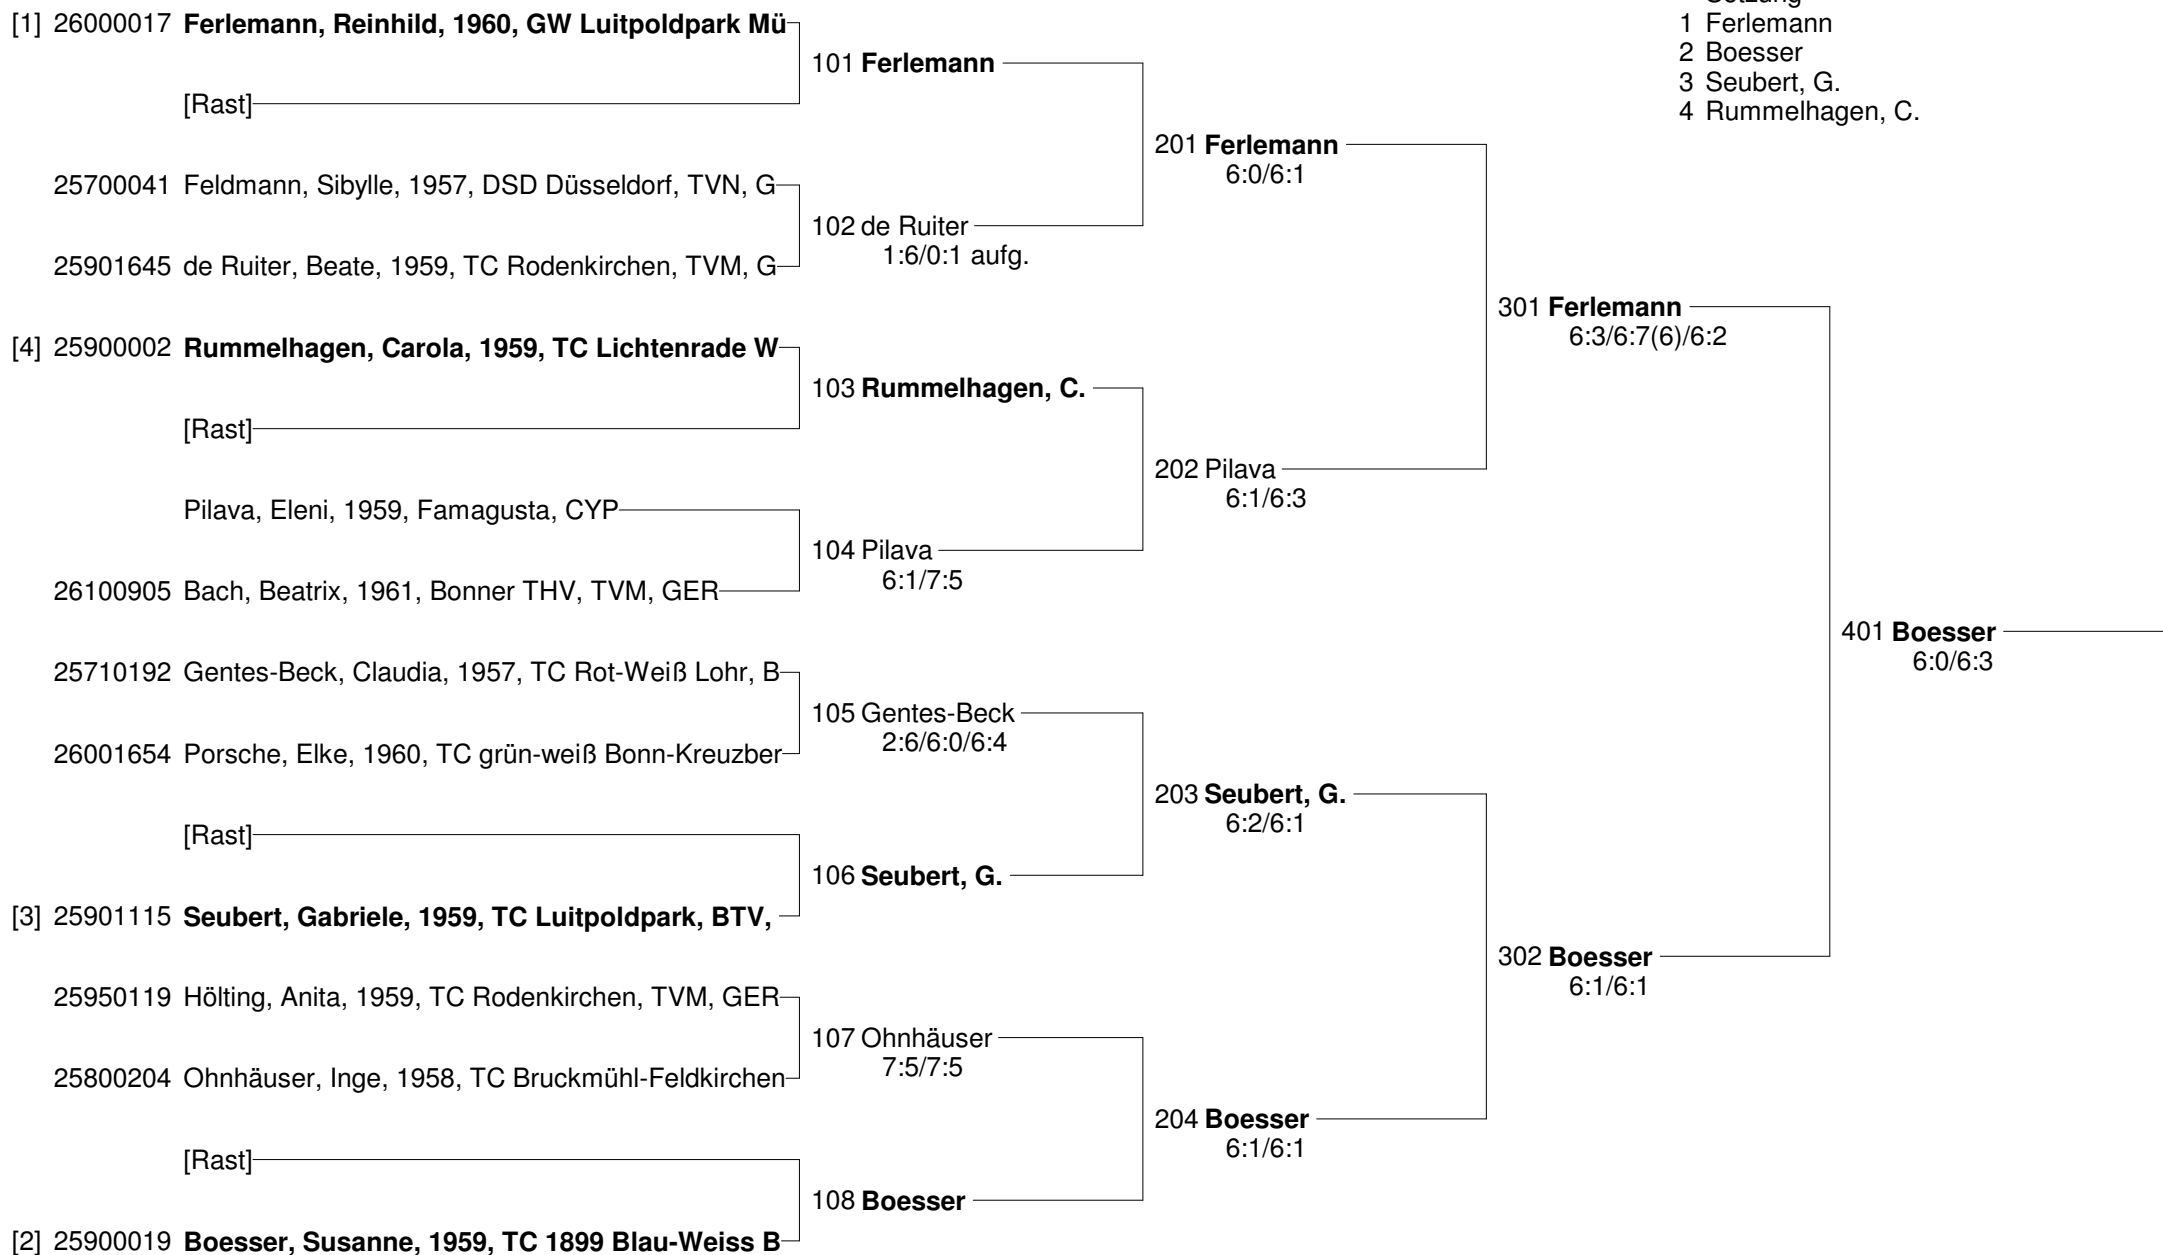 [1] 26000017 Ferlemann, Reinhild, 1960, GW Luitpoldpark Mü
[Rast]
25700041 Feldmann, Sibylle, 1957, DSD Düsseldorf, TVN, G
25901645 de Ruiter, Beate, 1959, TC Rodenkirchen, TVM, G
[4] 25900002 Rummelhagen, Carola, 1959, TC Lichtenrade W
[Rast]
Pilava, Eleni, 1959, Famagusta, CYP
26100905 Bach, Beatrix, 1961, Bonner THV, TVM, GER
25710192 Gentes-Beck, Claudia, 1957, TC Rot-Weiß Lohr, B
26001654 Porsche, Elke, 1960, TC grün-weiß Bonn-Kreuzber
[Rast]
[3] 25901115 Seubert, Gabriele, 1959, TC Luitpoldpark, BTV,
25950119 Hölting, Anita, 1959, TC Rodenkirchen, TVM, GER
25800204 Ohnhäuser, Inge, 1958, TC Bruckmühl-Feldkirchen
[Rast]
[2] 25900019 Boesser, Susanne, 1959, TC 1899 Blau-Weiss B
101 Ferlemann
102 de Ruiter
1:6/0:1 aufg.
103 Rummelhagen, C.
104 Pilava
6:1/7:5
105 Gentes-Beck
2:6/6:0/6:4
106 Seubert, G.
107 Ohnhäuser
7:5/7:5
108 Boesser
201 Ferlemann
6:0/6:1
202 Pilava
6:1/6:3
203 Seubert, G.
6:2/6:1
204 Boesser
6:1/6:1
301 Ferlemann
6:3/6:7(6)/6:2
302 Boesser
6:1/6:1
401 Boesser
6:0/6:3
1 Ferlemann
2 Boesser
3 Seubert, G.
4 Rummelhagen, C.